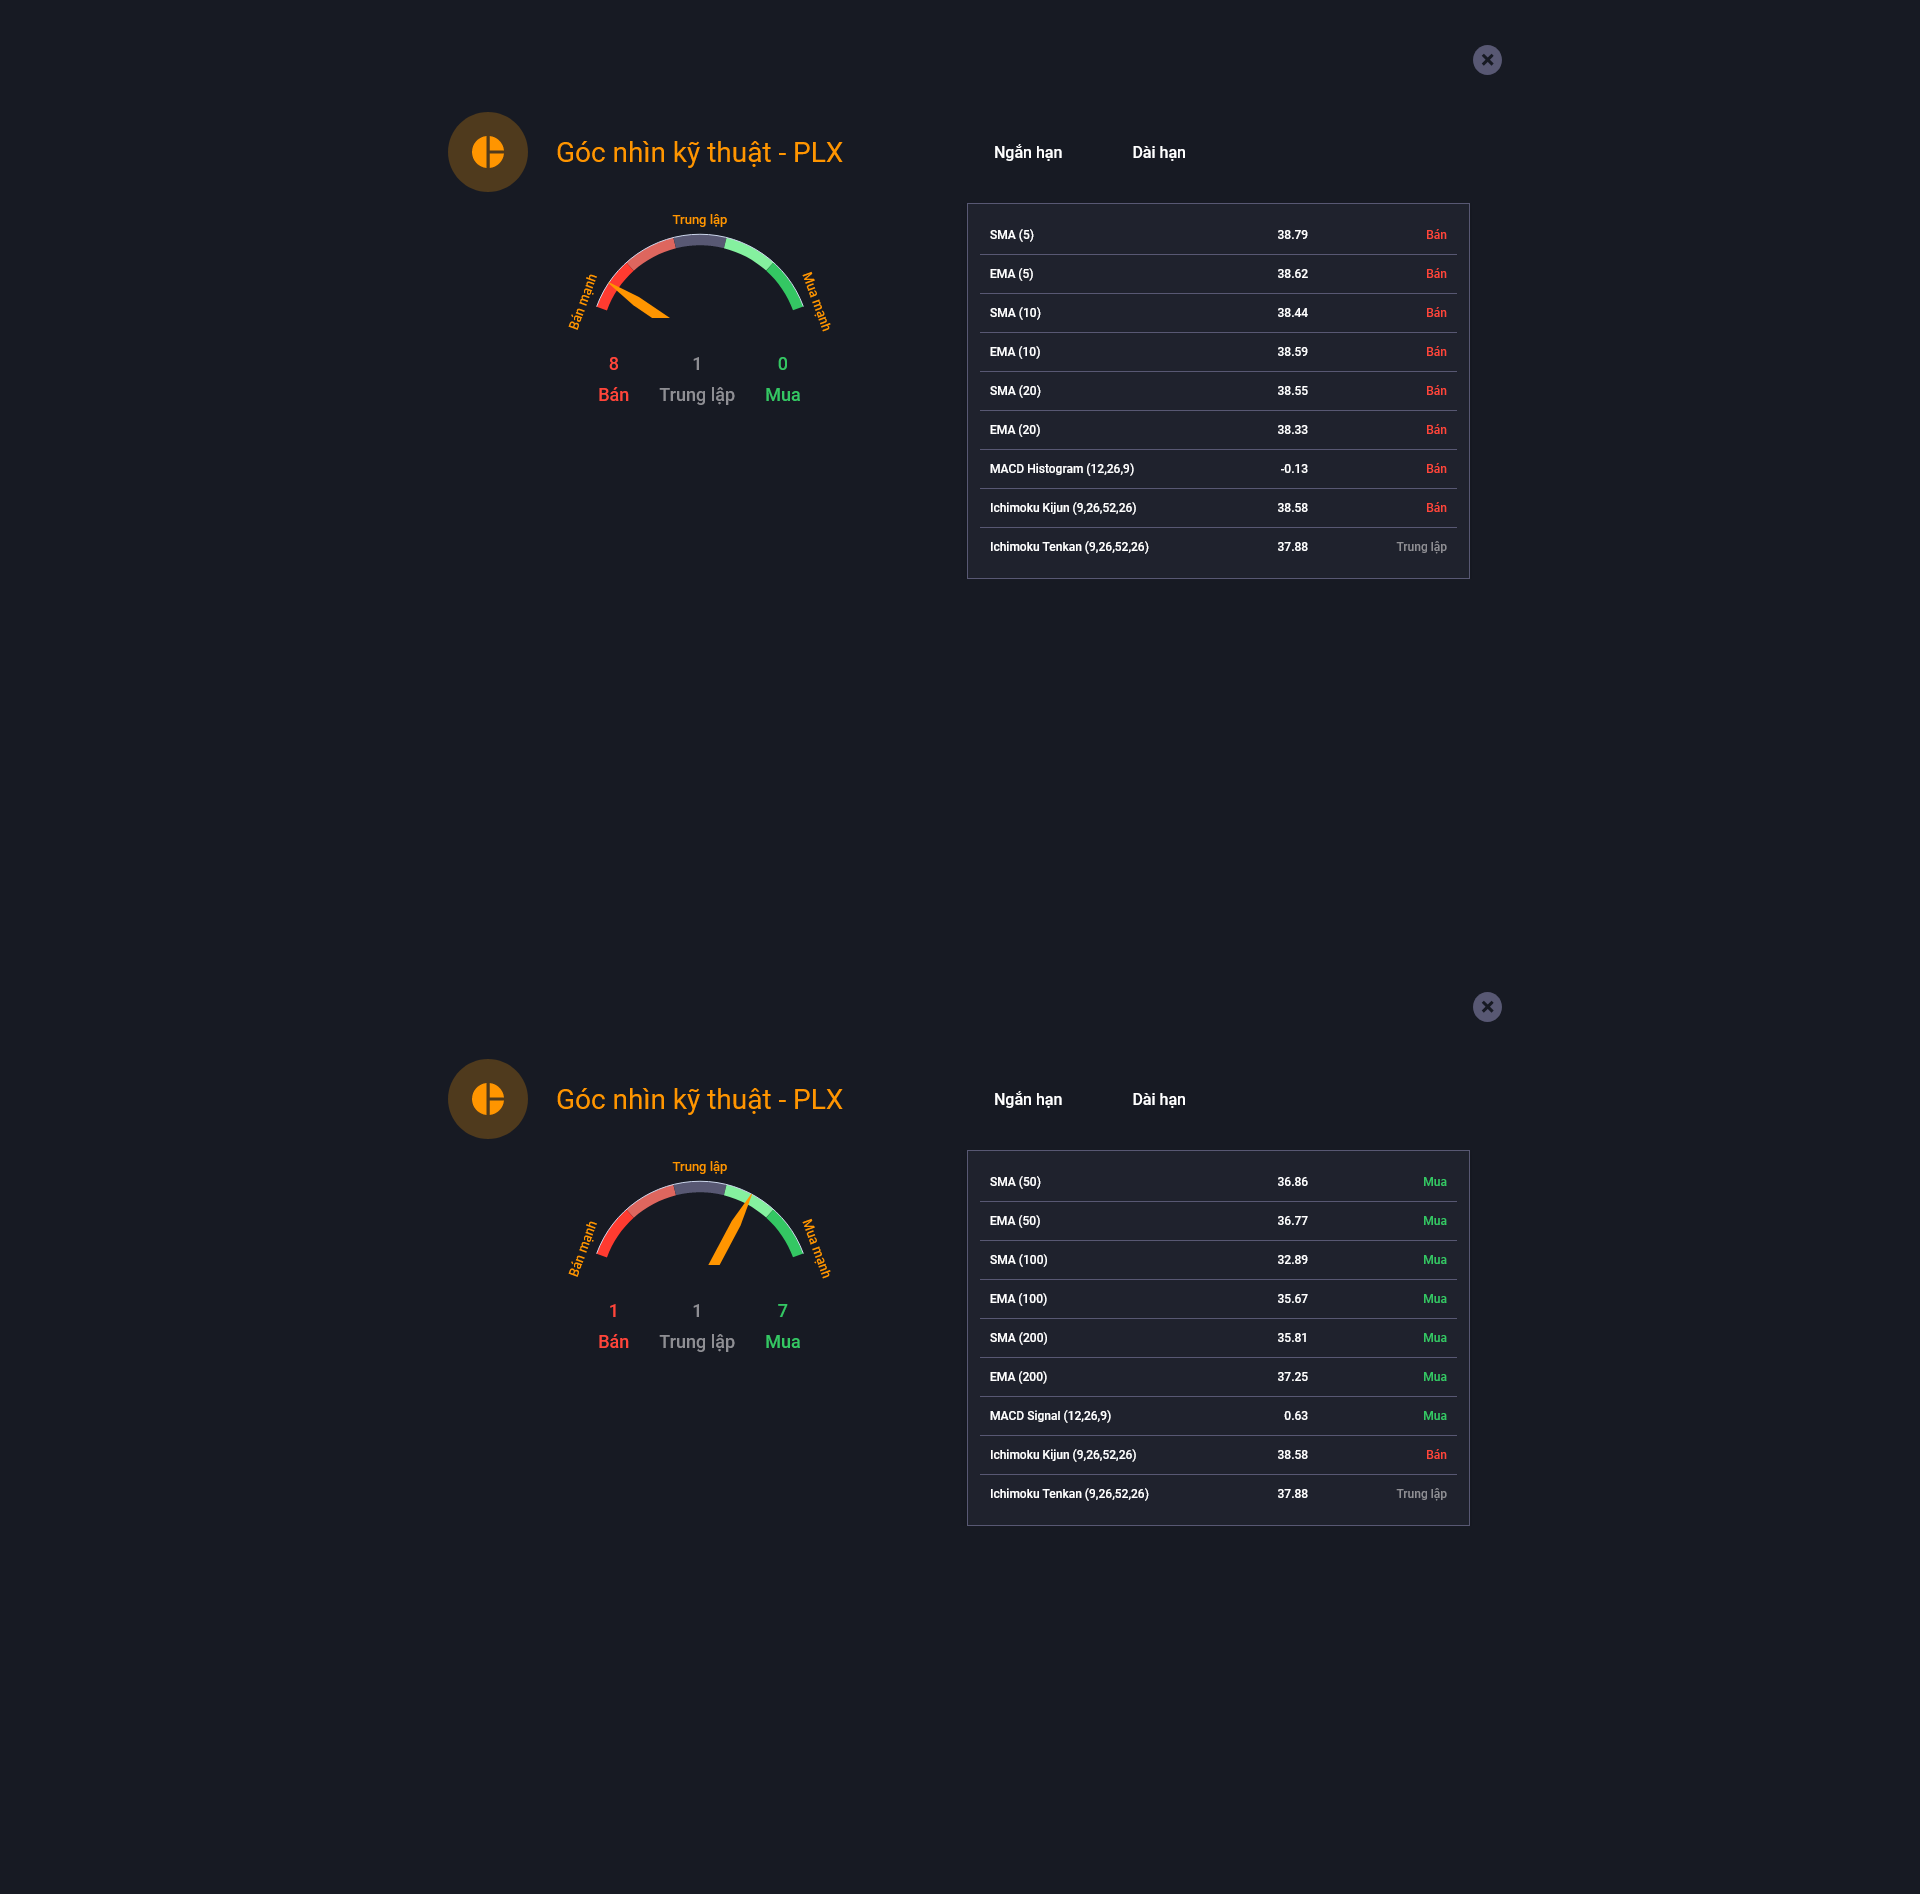 Góc nhìn kỹ thuật - PLX
Ngắn hạn Dài hạn
Trung lập
Bán mạnh
Mua mạnh
8 1 0
Bán Trung lập Mua
SMA (5) 38.79 Bán
EMA (5) 38.62 Bán
SMA (10) 38.44 Bán
EMA (10) 38.59 Bán
SMA (20) 38.55 Bán
EMA (20) 38.33 Bán
MACD Histogram (12,26,9) -0.13 Bán
Ichimoku Kijun (9,26,52,26) 38.58 Bán
Ichimoku Tenkan (9,26,52,26) 37.88 Trung lập
Góc nhìn kỹ thuật - PLX
Ngắn hạn Dài hạn
Trung lập
Bán mạnh
Mua mạnh
1 1 7
Bán Trung lập Mua
SMA (50) 36.86 Mua
EMA (50) 36.77 Mua
SMA (100) 32.89 Mua
EMA (100) 35.67 Mua
SMA (200) 35.81 Mua
EMA (200) 37.25 Mua
MACD Signal (12,26,9) 0.63 Mua
Ichimoku Kijun (9,26,52,26) 38.58 Bán
Ichimoku Tenkan (9,26,52,26) 37.88 Trung lập